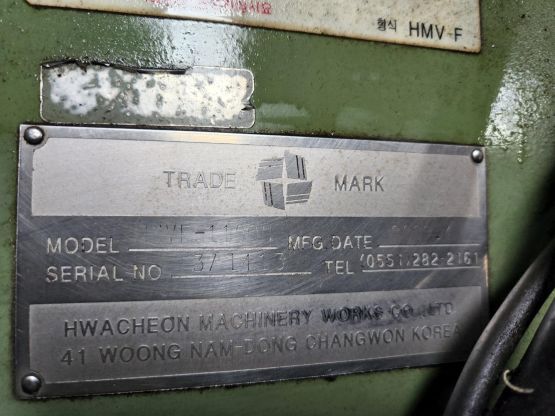 형식 HMV-F
TRADE MARK
MODEL MFG.DATE
SERIAL NO TEL (0551)282-2161
HWACHEON MACHINERY WORKS CO., LTD
41 WOONG NAM-DONG CHANGWON KOREA